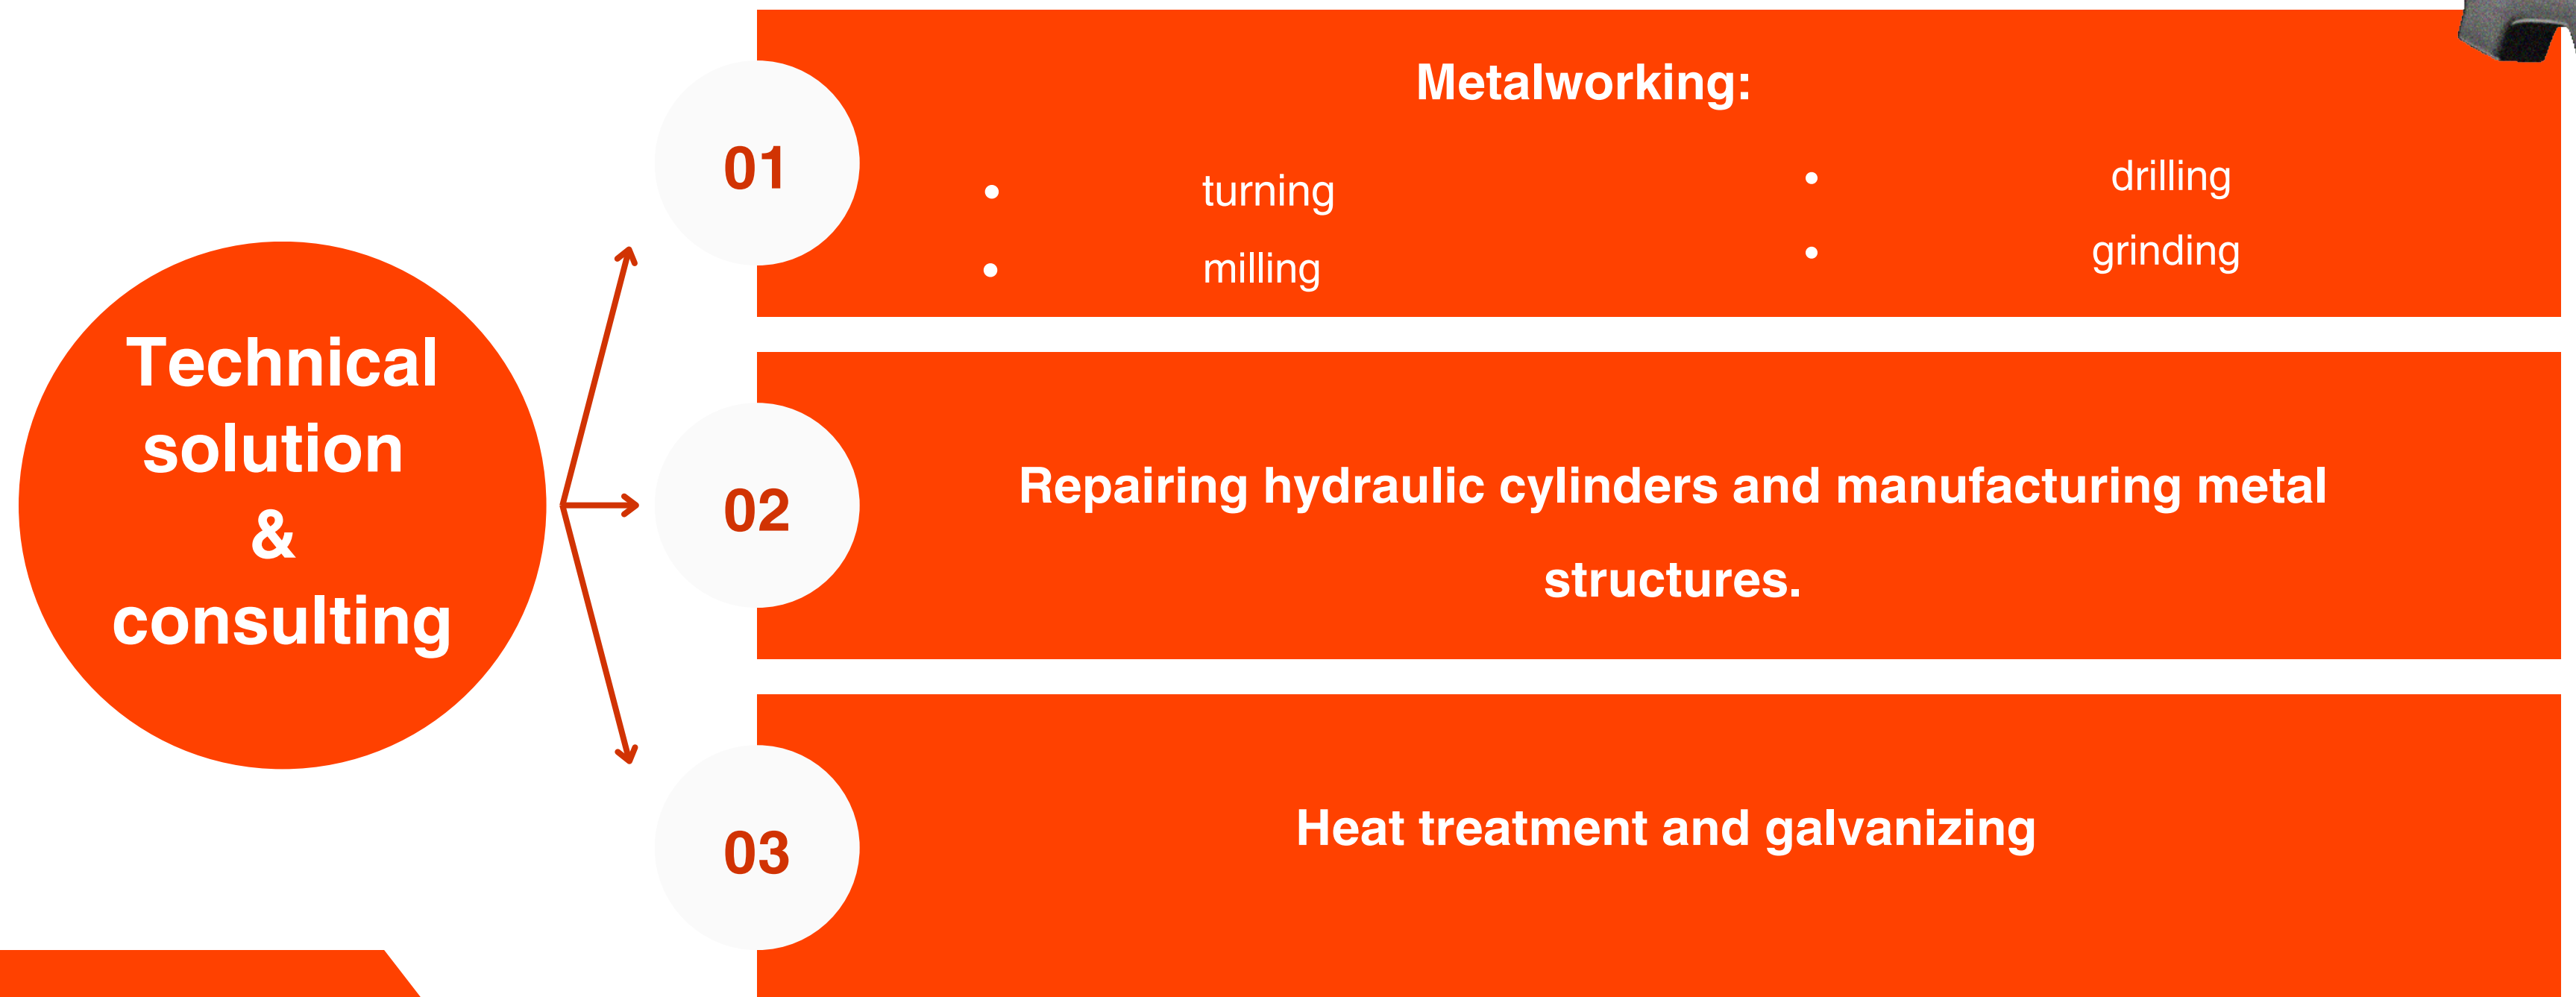 Technical
solution
&
consulting
01
Metalworking:
• turning
• milling
• drilling
• grinding
02
Repairing hydraulic cylinders and manufacturing metal
structures.
03
Heat treatment and galvanizing